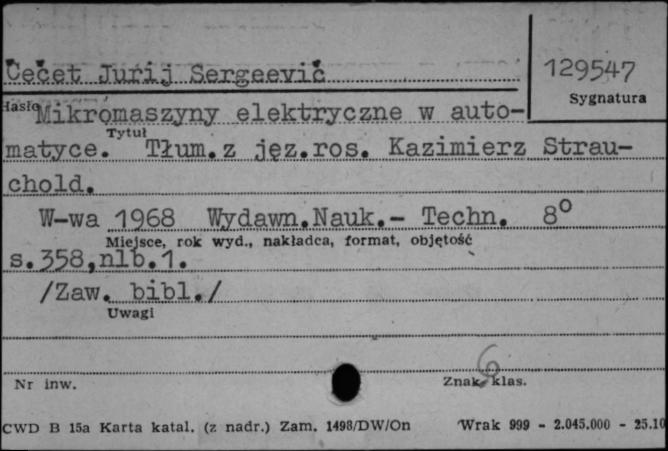 Čečet Jurij Sergeevič
129547
Sygnatura
Hasło
Mikromaszyny elektryczne w auto-
Tytuł
matyce. Tłum.z jęz.ros. Kazimierz Strau-
chold.
W-wa 1968 Wydawn.Nauk.- Techn. 8°
Miejsce, rok wyd., nakładca, format, objętość
s.358,nlb.1.
/Zaw. bibl./
Uwagi
6
Nr inw.
Znak klas.
CWD B 15a Karta katal. (z nadr.) Zam. 1498/DW/On Wrak 999 - 2.045.000 - 25.10